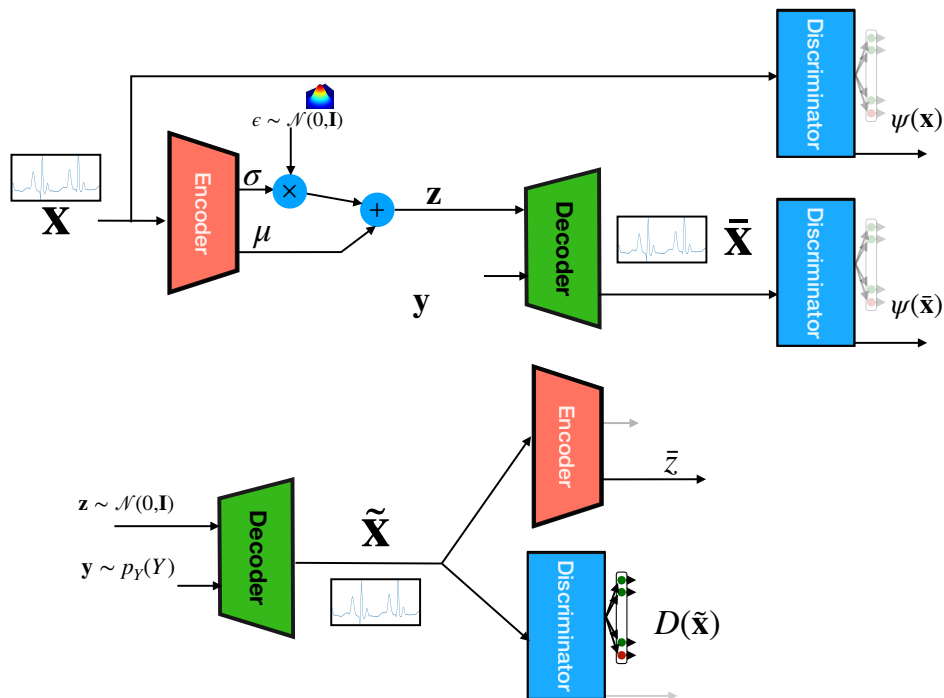 Discriminator
ϵ ∼ 𝒩(0,I)
ψ(x)
Encoder
σ
×
x
+
z
μ
Decoder
x̄
Discriminator
y
ψ(x̄)
Encoder
z̄
z ∼ 𝒩(0,I)
Decoder
x̃
y ∼ p_Y(Y)
Discriminator
D(x̃)